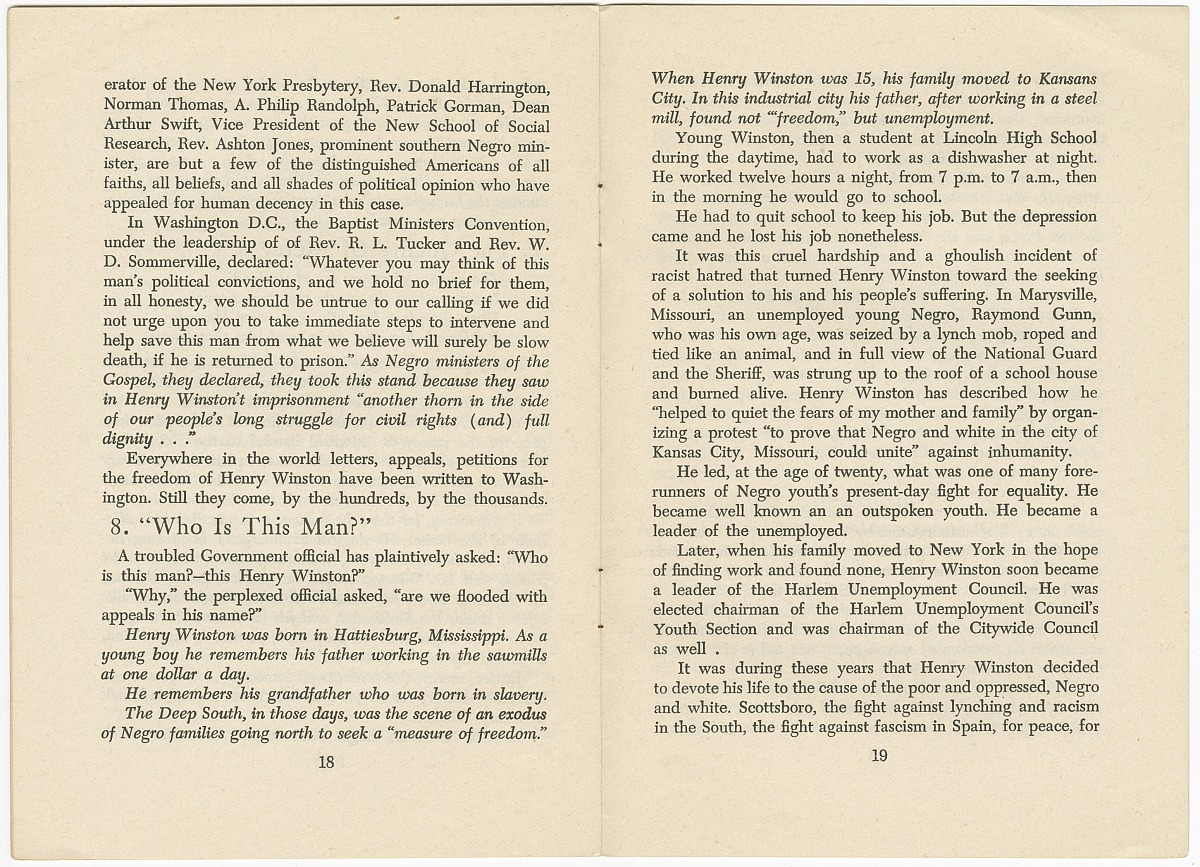 erator of the New York Presbytery, Rev. Donald Harrington,
Norman Thomas, A. Philip Randolph, Patrick Gorman, Dean
Arthur Swift, Vice President of the New School of Social
Research, Rev. Ashton Jones, prominent southern Negro min-
ister, are but a few of the distinguished Americans of all
faiths, all beliefs, and all shades of political opinion who have
appealed for human decency in this case.
In Washington D.C., the Baptist Ministers Convention,
under the leadership of of Rev. R. L. Tucker and Rev. W.
D. Sommerville, declared: “Whatever you may think of this
man’s political convictions, and we hold no brief for them,
in all honesty, we should be untrue to our calling if we did
not urge upon you to take immediate steps to intervene and
help save this man from what we believe will surely be slow
death, if he is returned to prison.” As Negro ministers of the
Gospel, they declared, they took this stand because they saw
in Henry Winston’t imprisonment “another thorn in the side
of our people’s long struggle for civil rights (and) full
dignity . . .”
Everywhere in the world letters, appeals, petitions for
the freedom of Henry Winston have been written to Wash-
ington. Still they come, by the hundreds, by the thousands.
8. “Who Is This Man?”
A troubled Government official has plaintively asked: “Who
is this man?—this Henry Winston?”
“Why,” the perplexed official asked, “are we flooded with
appeals in his name?”
Henry Winston was born in Hattiesburg, Mississippi. As a
young boy he remembers his father working in the sawmills
at one dollar a day.
He remembers his grandfather who was born in slavery.
The Deep South, in those days, was the scene of an exodus
of Negro families going north to seek a “measure of freedom.”
18
When Henry Winston was 15, his family moved to Kansans
City. In this industrial city his father, after working in a steel
mill, found not “‘freedom,” but unemployment.
Young Winston, then a student at Lincoln High School
during the daytime, had to work as a dishwasher at night.
He worked twelve hours a night, from 7 p.m. to 7 a.m., then
in the morning he would go to school.
He had to quit school to keep his job. But the depression
came and he lost his job nonetheless.
It was this cruel hardship and a ghoulish incident of
racist hatred that turned Henry Winston toward the seeking
of a solution to his and his people’s suffering. In Marysville,
Missouri, an unemployed young Negro, Raymond Gunn,
who was his own age, was seized by a lynch mob, roped and
tied like an animal, and in full view of the National Guard
and the Sheriff, was strung up to the roof of a school house
and burned alive. Henry Winston has described how he
“helped to quiet the fears of my mother and family” by organ-
izing a protest “to prove that Negro and white in the city of
Kansas City, Missouri, could unite” against inhumanity.
He led, at the age of twenty, what was one of many fore-
runners of Negro youth’s present-day fight for equality. He
became well known an an outspoken youth. He became a
leader of the unemployed.
Later, when his family moved to New York in the hope
of finding work and found none, Henry Winston soon became
a leader of the Harlem Unemployment Council. He was
elected chairman of the Harlem Unemployment Council’s
Youth Section and was chairman of the Citywide Council
as well .
It was during these years that Henry Winston decided
to devote his life to the cause of the poor and oppressed, Negro
and white. Scottsboro, the fight against lynching and racism
in the South, the fight against fascism in Spain, for peace, for
19